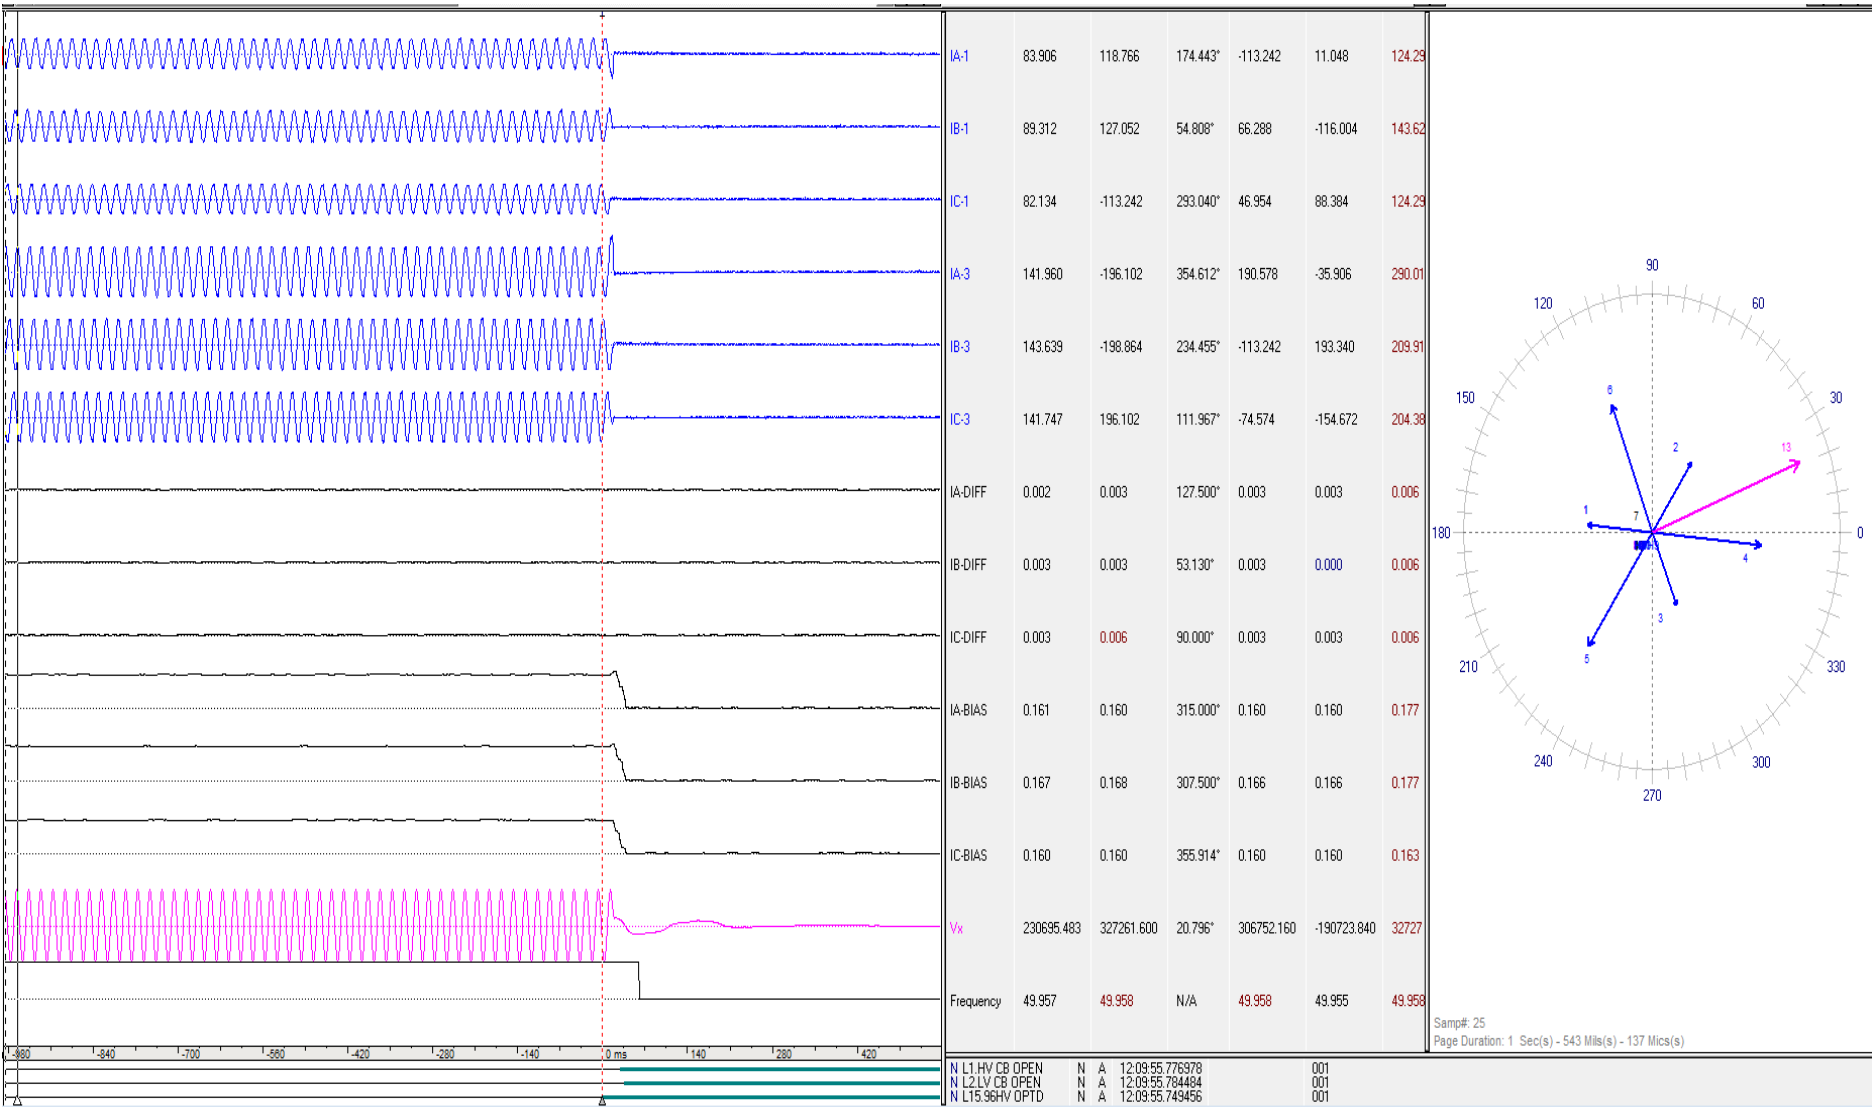 IA-1 83.906 118.766 174.443° -113.242 11.048 124.29
IB-1 89.312 127.052 54.808° 66.288 -116.004 143.62
IC-1 82.134 -113.242 293.040° 46.954 88.384 124.29
IA-3 141.960 -196.102 354.612° 190.578 -35.906 290.01
IB-3 143.639 -198.864 234.455° -113.242 193.340 209.91
IC-3 141.747 196.102 111.967° -74.574 -154.672 204.38
IA-DIFF 0.002 0.003 127.500° 0.003 0.003 0.006
IB-DIFF 0.003 0.003 53.130° 0.003 0.000 0.006
IC-DIFF 0.003 0.006 90.000° 0.003 0.003 0.006
IA-BIAS 0.161 0.160 315.000° 0.160 0.160 0.177
IB-BIAS 0.167 0.168 307.500° 0.166 0.166 0.177
IC-BIAS 0.160 0.160 355.914° 0.160 0.160 0.163
Vx 230695.483 327261.600 20.796° 306752.160 -190723.840 32727
Frequency 49.957 49.958 N/A 49.958 49.955 49.958
-980 -840 -700 -560 -420 -280 -140 0 ms 140 280 420
N L1.HV CB OPEN N A 12:09:55.776978 001
N L2.LV CB OPEN N A 12:09:55.784484 001
N L15.96HV OPTD N A 12:09:55.749456 001
90
120 60
150 30
6
2 13
1 7
180 0
4
3
5
210 330
240 300
270
Samp#: 25
Page Duration: 1 Sec(s) - 543 Mils(s) - 137 Mics(s)